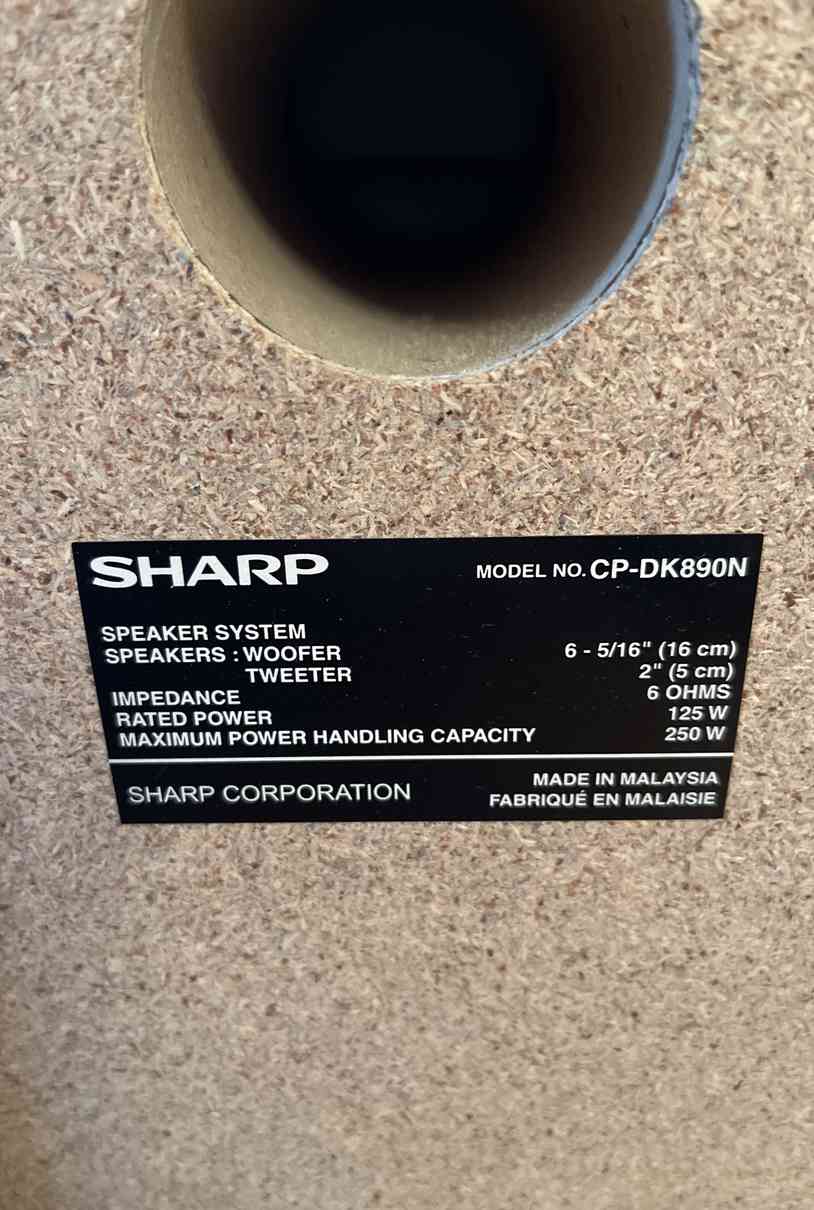 SHARP MODEL NO. CP-DK890N
SPEAKER SYSTEM
SPEAKERS : WOOFER 6 - 5/16" (16 cm)
TWEETER 2" (5 cm)
IMPEDANCE 6 OHMS
RATED POWER 125 W
MAXIMUM POWER HANDLING CAPACITY 250 W
SHARP CORPORATION
MADE IN MALAYSIA
FABRIQUÉ EN MALAISIE